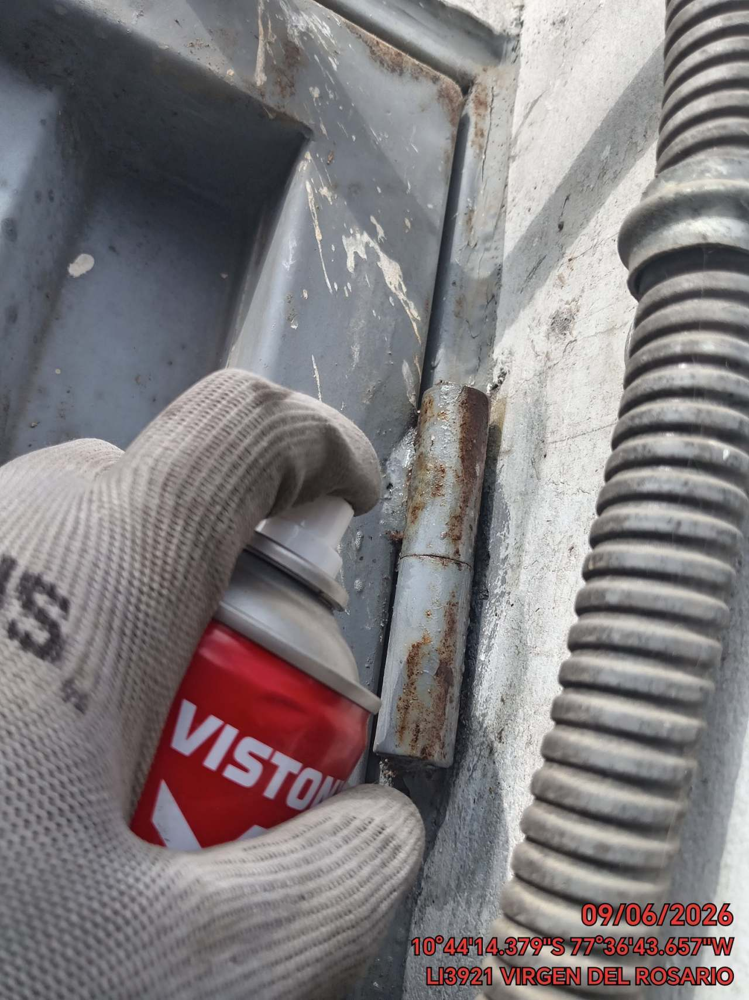 VISTON
09/06/2026
10°44'14.379"S 77°36'43.657"W
LI3921 VIRGEN DEL ROSARIO